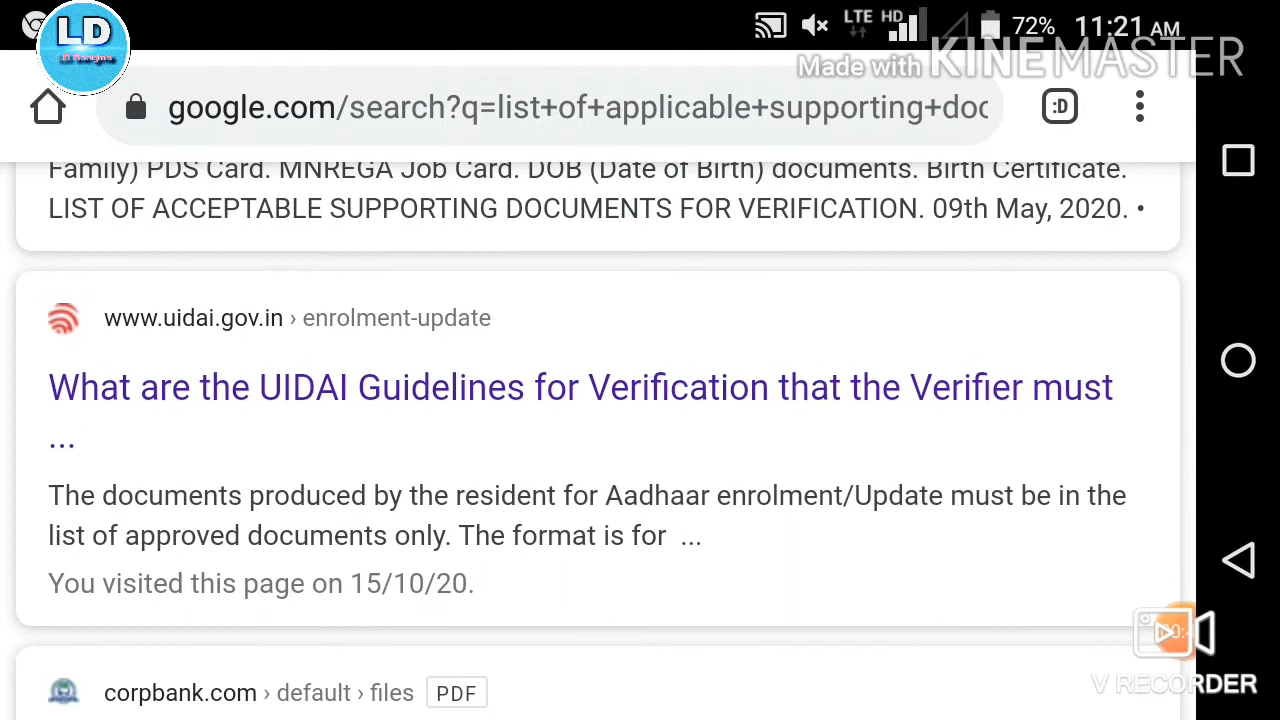 LD
LTE HD
72%
11:21 AM
Made with KINEMASTER
google.com/search?q=list+of+applicable+supporting+doc
:D
Family) PDS Card. MNREGA Job Card. DOB (Date of Birth) documents. Birth Certificate.
LIST OF ACCEPTABLE SUPPORTING DOCUMENTS FOR VERIFICATION. 09th May, 2020. •
www.uidai.gov.in › enrolment-update
What are the UIDAI Guidelines for Verification that the Verifier must
...
The documents produced by the resident for Aadhaar enrolment/Update must be in the
list of approved documents only. The format is for ...
You visited this page on 15/10/20.
V RECORDER
corpbank.com › default › files PDF